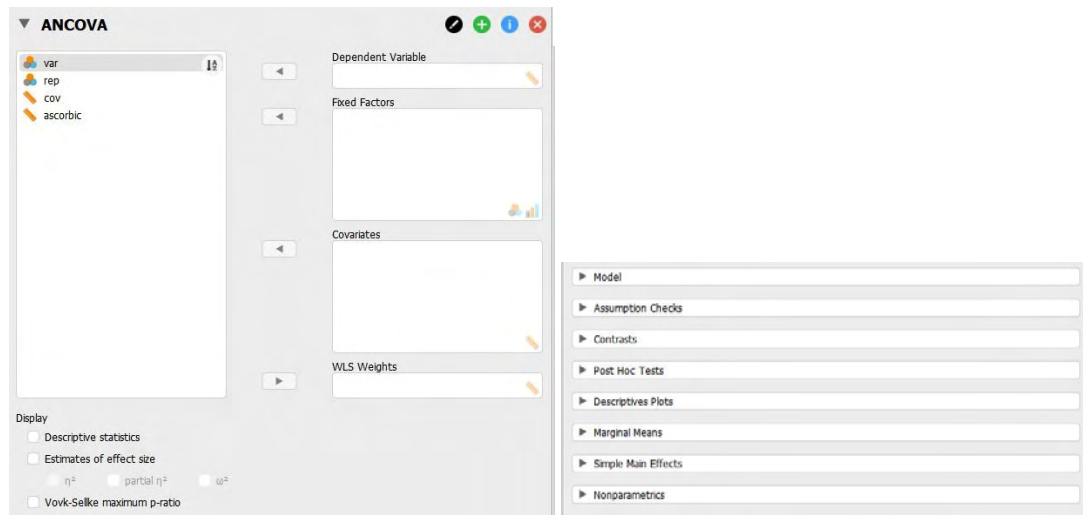 ANCOVA
var
rep
cov
ascorbic
Dependent Variable
Fixed Factors
Covariates
WLS Weights
Display
Descriptive statistics
Estimates of effect size
η² partial η² ω²
Vovk-Sellke maximum p-ratio
Model
Assumption Checks
Contrasts
Post Hoc Tests
Descriptives Plots
Marginal Means
Simple Main Effects
Nonparametrics